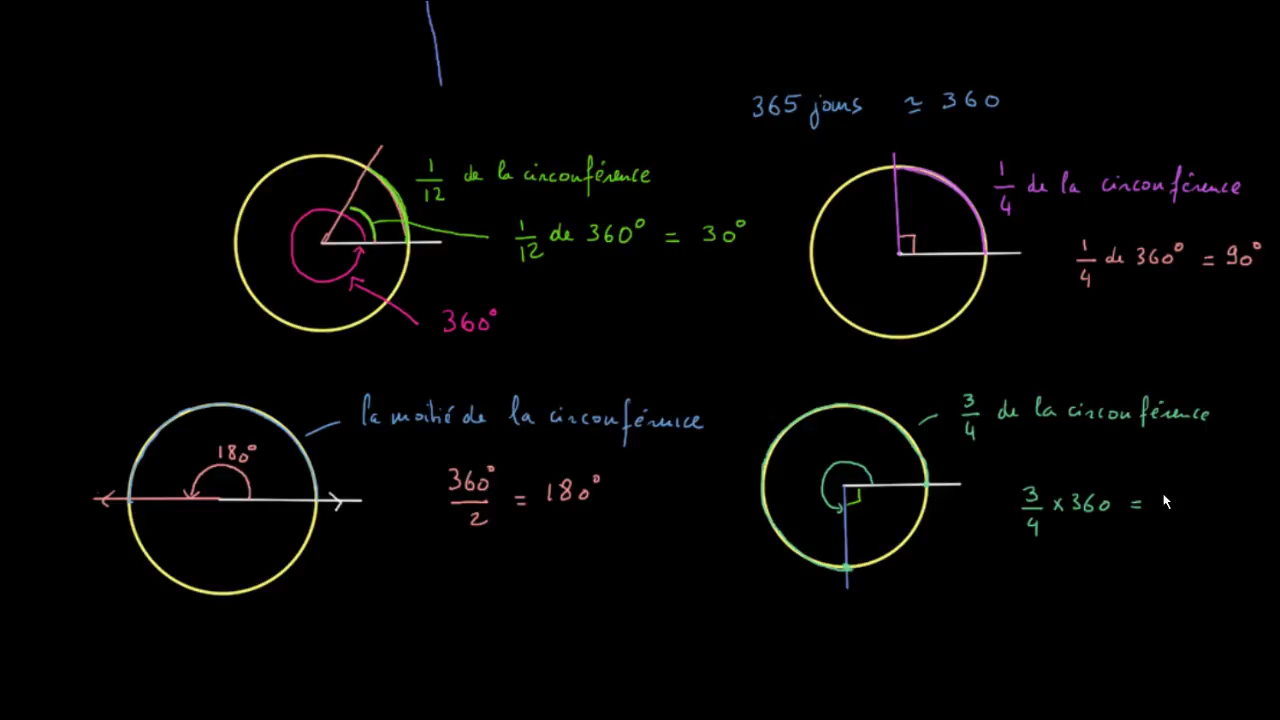 365 jours ≃ 360
1/12 de la circonférence
1/12 de 360° = 30°
360°
1/4 de la circonférence
1/4 de 360° = 90°
la moitié de la circonférence
180°
360°/2 = 180°
3/4 de la circonférence
3/4 × 360 =